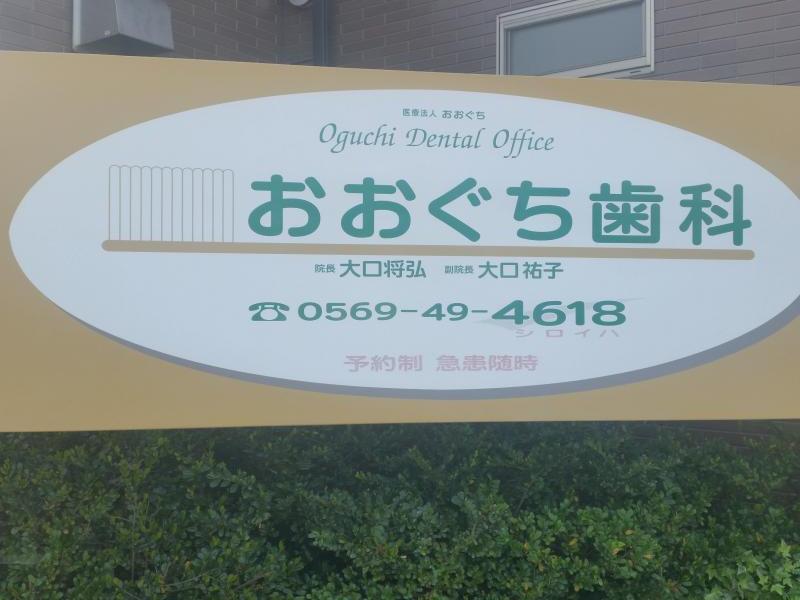 医療法人 おおぐち
Oguchi Dental Office
おおぐち歯科
院長 大口将弘 副院長 大口祐子
☎0569-49-4618
シロイハ
予約制 急患随時